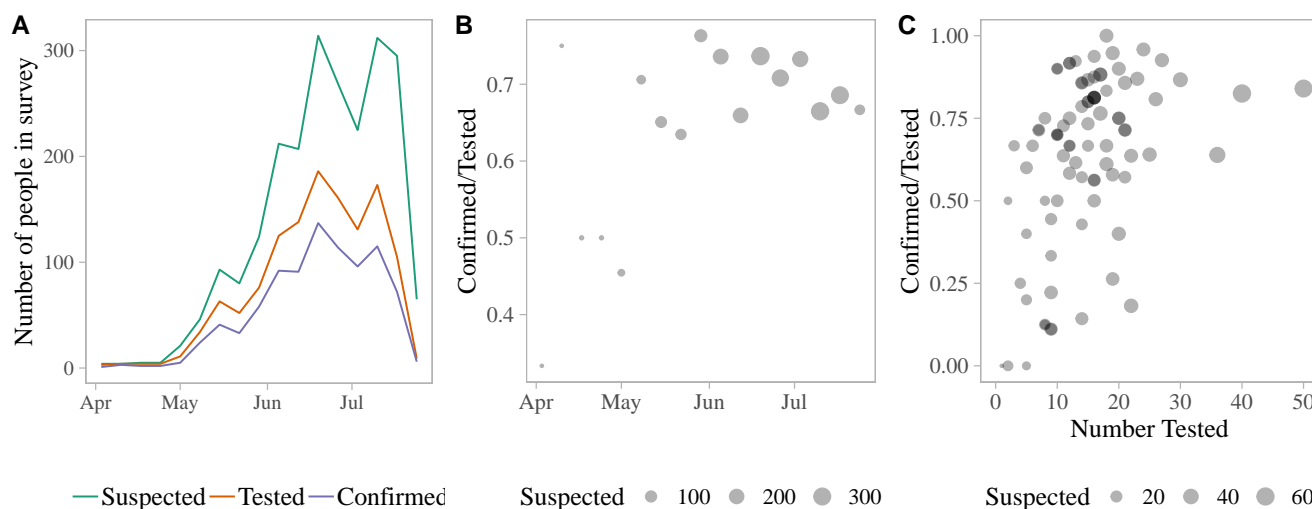 A
Number of people in survey
300
200
100
0
Apr
May
Jun
Jul
Suspected
Tested
Confirmed
B
Confirmed/Tested
0.7
0.6
0.5
0.4
Apr
May
Jun
Jul
Suspected
100
200
300
C
Confirmed/Tested
1.00
0.75
0.50
0.25
0.00
0
10
20
30
40
50
Number Tested
Suspected
20
40
60